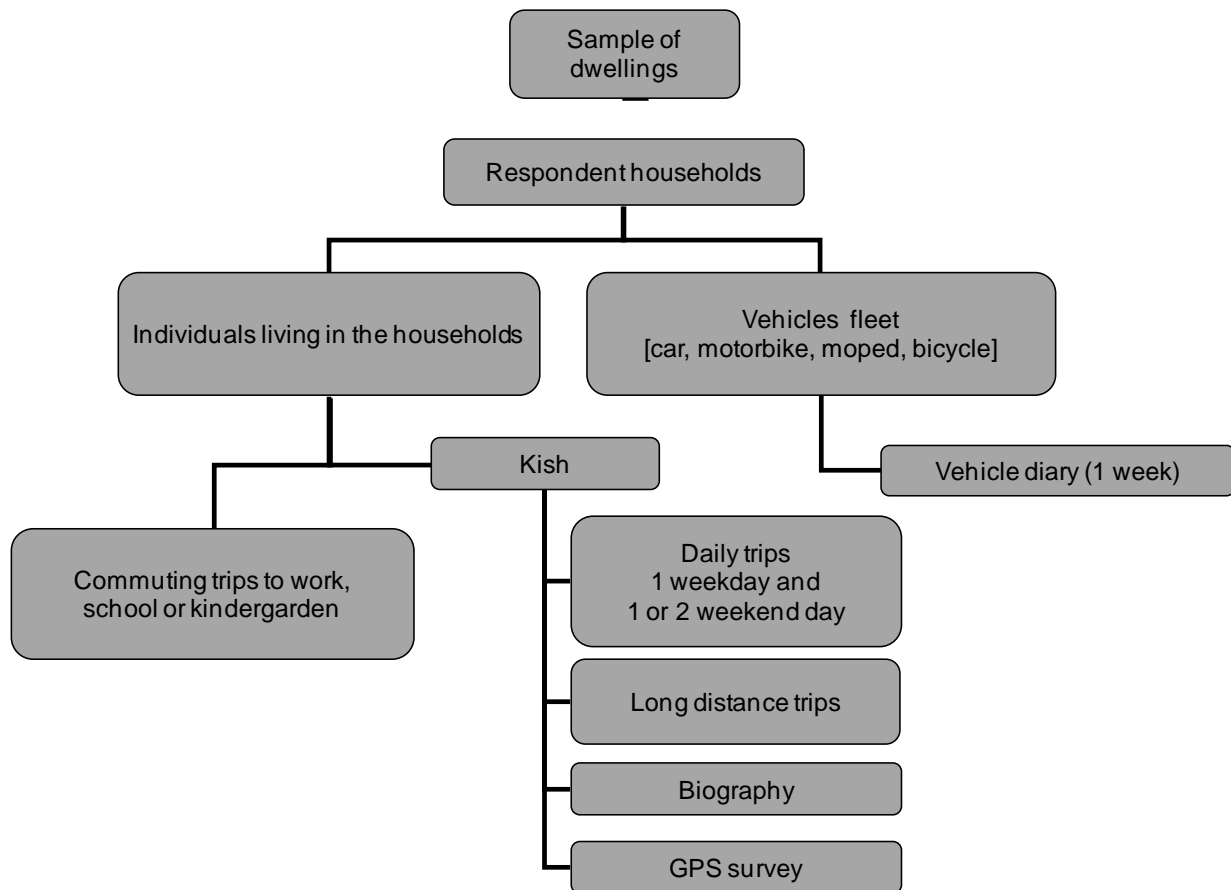 Sample of
dwellings
Respondent households
Individuals living in the households
Vehicles fleet
[car, motorbike, moped, bicycle]
Kish
Vehicle diary (1 week)
Commuting trips to work,
school or kindergarden
Daily trips
1 weekday and
1 or 2 weekend day
Long distance trips
Biography
GPS survey